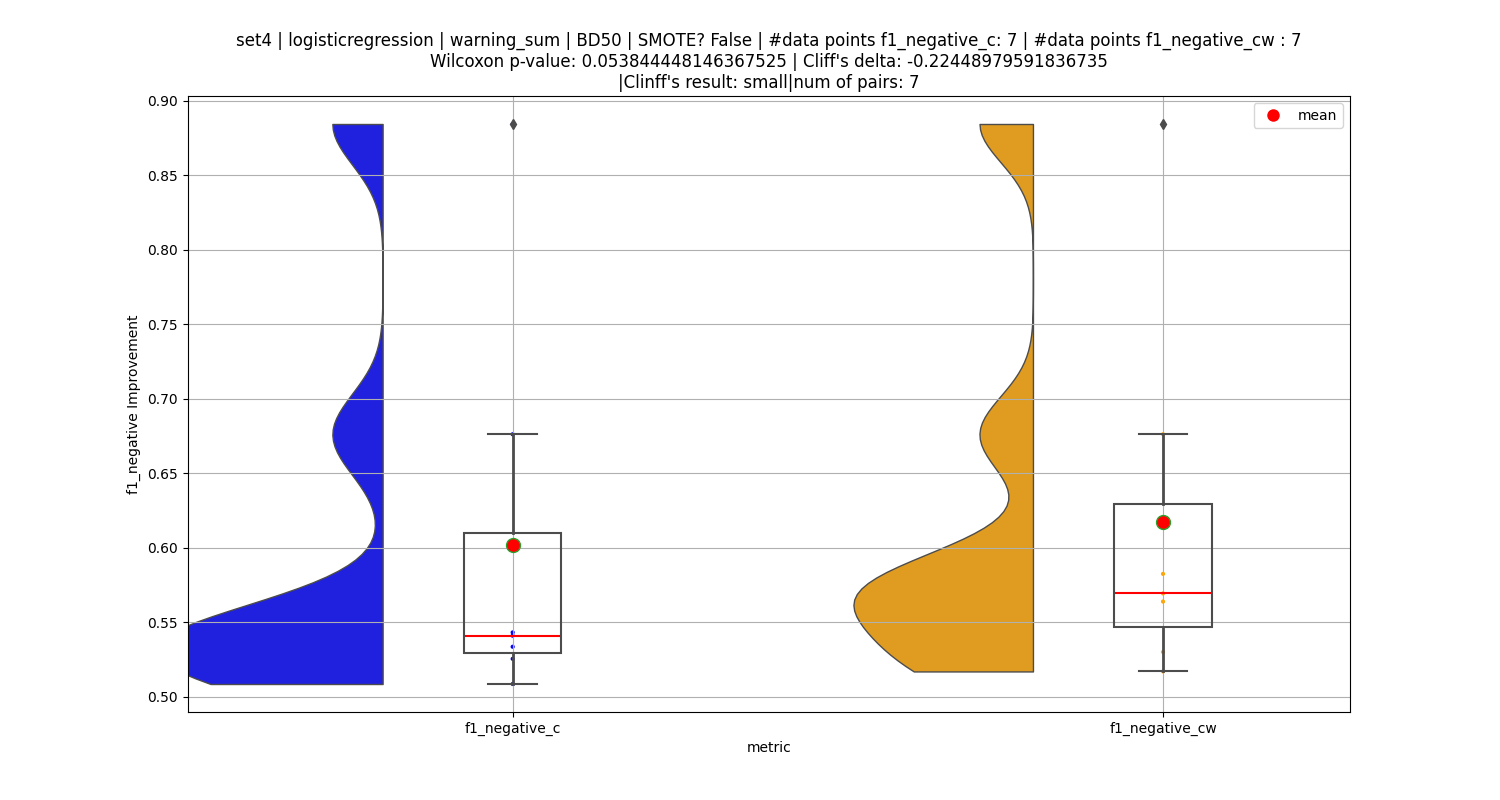 set4 | logisticregression | warning_sum | BD50 | SMOTE? False | #data points f1_negative_c: 7 | #data points f1_negative_cw : 7
Wilcoxon p-value: 0.053844448146367525 | Cliff's delta: -0.22448979591836735
|Clinff's result: small|num of pairs: 7
mean
0.90
0.85
0.80
0.75
0.70
0.65
0.60
0.55
0.50
f1_negative Improvement
f1_negative_c
f1_negative_cw
metric